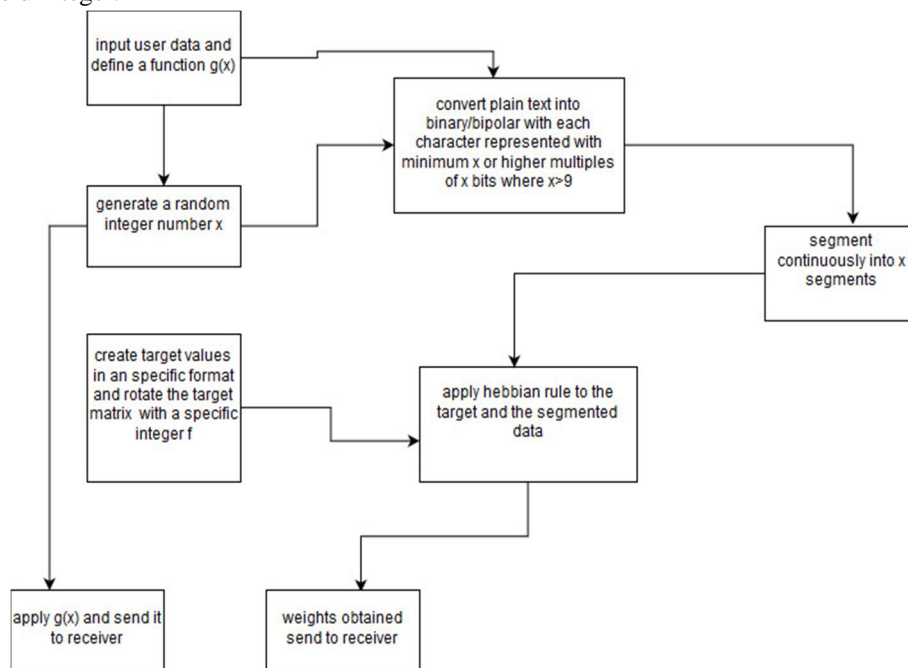 input user data and
define a function g(x)
convert plain text into
binary/bipolar with each
character represented with
minimum x or higher multiples
of x bits where x>9
generate a random
integer number x
segment
continuously into x
segments
create target values
in an specific format
and rotate the target
matrix with a specific
integer f
apply hebbian rule to the
target and the segmented
data
apply g(x) and send it
to receiver
weights obtained
send to receiver